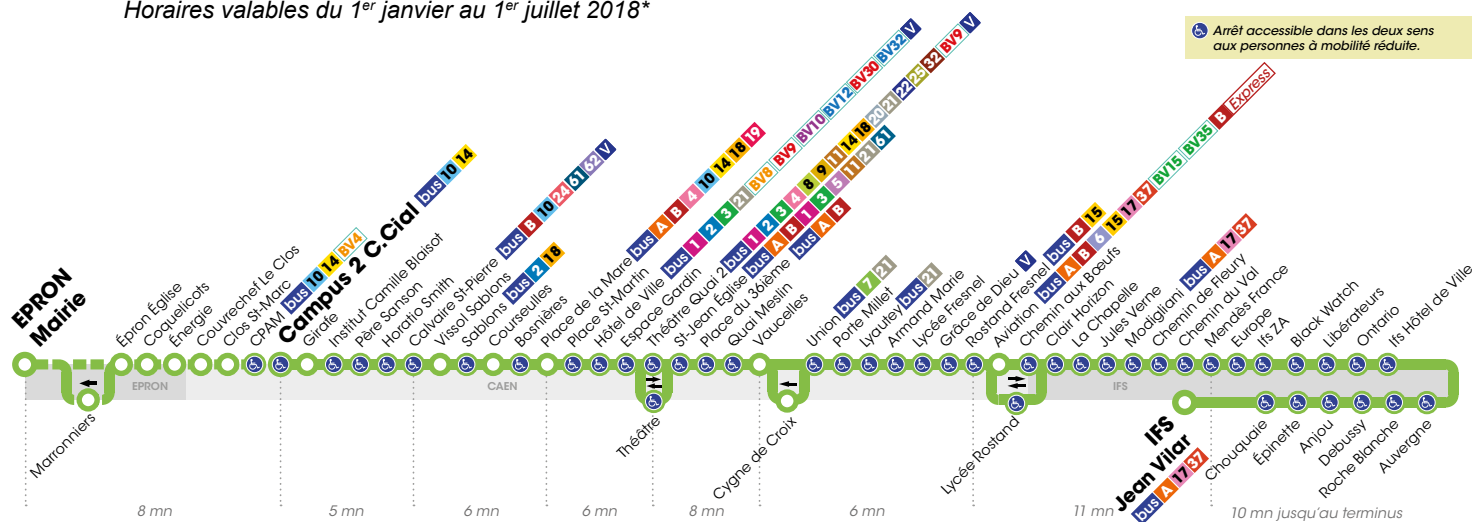 Horaires valables du 1er janvier au 1er juillet 2018*
Arrêt accessible dans les deux sens
aux personnes à mobilité réduite.
EPRON
Mairie
Marronniers
Épron Église
Coquelicots
Énergie
Couvrechef Le Clos
Clos St-Marc
CPAM bus 10 14 BV4
Campus 2 C.Cial bus 10 14
Girafe
Institut Camille Blaisot
Père Sanson
Horatio Smith
Calvaire St-Pierre bus B 10 24 61 62 V
Vissol Sablons
Sablons bus 2 18
Courseulles
Bosnières
Place de la Mare bus A B 4 10 14 18 19
Place St-Martin
Hôtel de Ville bus 1 2 3 21 BV8 BV9 BV10 BV12 BV30 BV32 V
Espace Gardin
Théâtre Quai 2 bus 1 2 3 4 8 9 11 14 18 20 21 22 25 32 BV9 V
Théâtre
St-Jean Église bus A B 1 3 5 11 21 61
Place du 36ième bus A B
Quai Meslin
Vaucelles
Cygne de Croix
Union bus 7 21
Porte Millet
Lyautey bus 21
Armand Marie
Lycée Fresnel
Grâce de Dieu V
Rostand Fresnel bus B 15
Aviation bus A B 6 15 17 37 BV15 BV35 B Express
Lycée Rostand
Chemin aux Bœufs
Clair Horizon
La Chapelle
Jules Verne
Modigliani bus A 17 37
Chemin de Fleury
Chemin du Val
Mendès France
Europe
Ifs ZA
Black Watch
Libérateurs
Ontario
Ifs Hôtel de Ville
EPRON
CAEN
IFS
IFS
Jean Vilar
bus A 17 37
Chouquaie
Épinette
Anjou
Debussy
Roche Blanche
Auvergne
8 mn
5 mn
6 mn
6 mn
8 mn
6 mn
11 mn
10 mn jusqu'au terminus